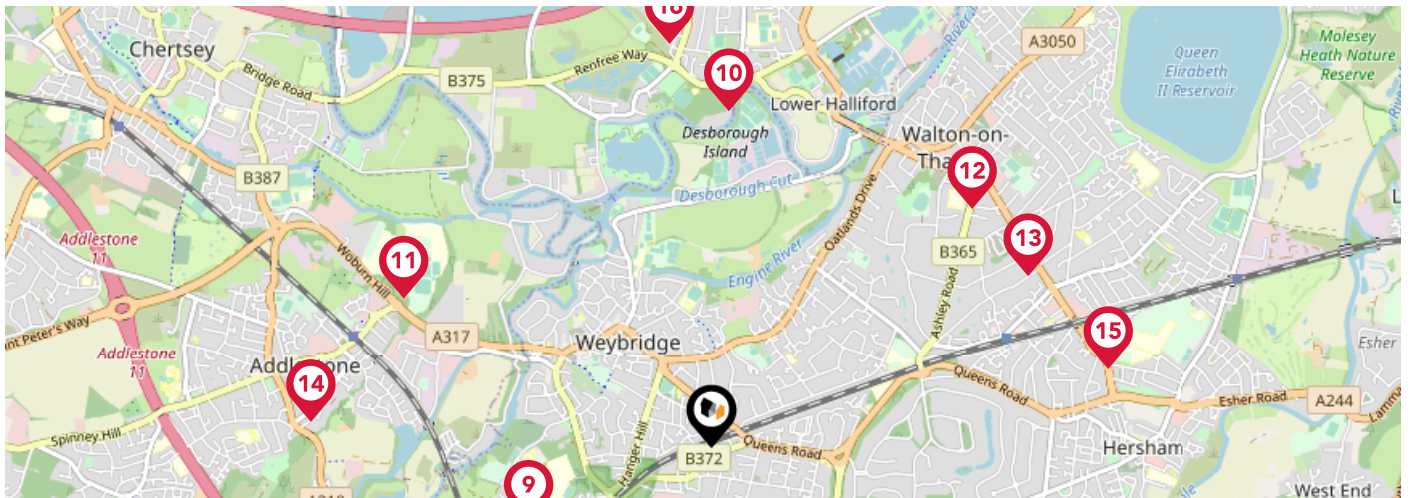 16
Chertsey
Bridge Road
B375
Renfree Way
10
Lower Halliford
Desborough
Island
Desborough Cut
A3050
Queen
Elizabeth
II Reservoir
Molesey
Heath Nature
Reserve
Walton-on-
Tha
12
B387
13
B365
Ashley Road
Oatlands Drive
Engine River
Addlestone
11
Woburn Hill
11
A317
Weybridge
15
Addlestone
11
Addlestone
14
Spinney Hill
Hanger Hill
B372
Queens Road
Queens Road
Esher Road
A244
Hersham
Esher
9
West End